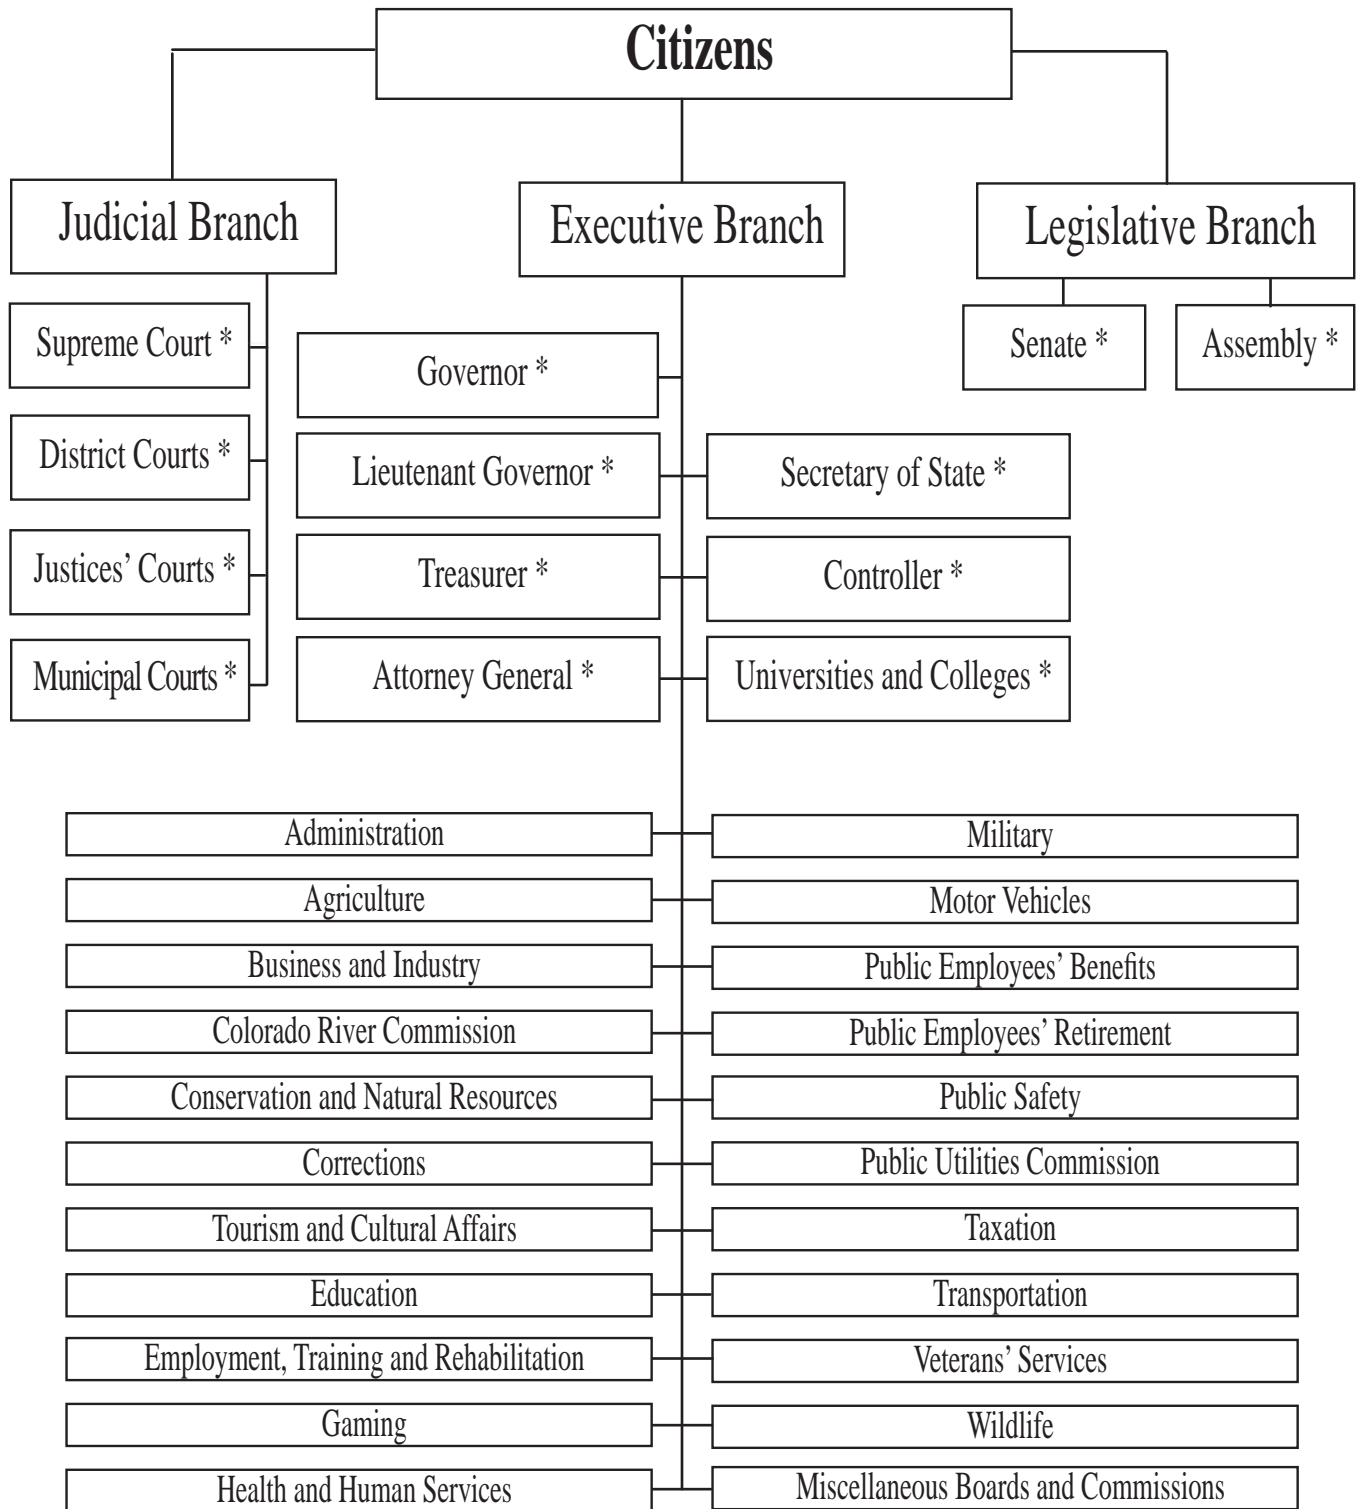 Citizens
Judicial Branch
Executive Branch
Legislative Branch
Supreme Court *
District Courts *
Justices’ Courts *
Municipal Courts *
Governor *
Lieutenant Governor *
Secretary of State *
Treasurer *
Controller *
Attorney General *
Universities and Colleges *
Senate *
Assembly *
Administration
Military
Agriculture
Motor Vehicles
Business and Industry
Public Employees’ Benefits
Colorado River Commission
Public Employees’ Retirement
Conservation and Natural Resources
Public Safety
Corrections
Public Utilities Commission
Tourism and Cultural Affairs
Taxation
Education
Transportation
Employment, Training and Rehabilitation
Veterans’ Services
Gaming
Wildlife
Health and Human Services
Miscellaneous Boards and Commissions